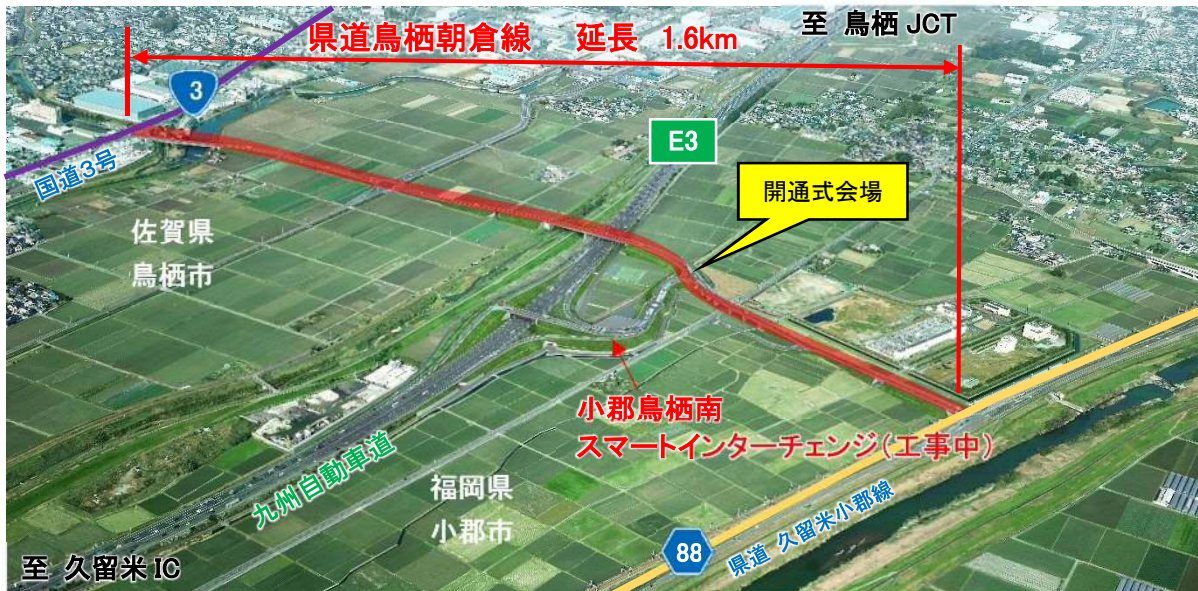 県道鳥栖朝倉線 延長 1.6km
至 鳥栖 JCT
3
E3
国道3号
開通式会場
佐賀県
鳥栖市
小郡鳥栖南
スマートインターチェンジ(工事中)
九州自動車道
福岡県
小郡市
88
県道 久留米小郡線
至 久留米 IC